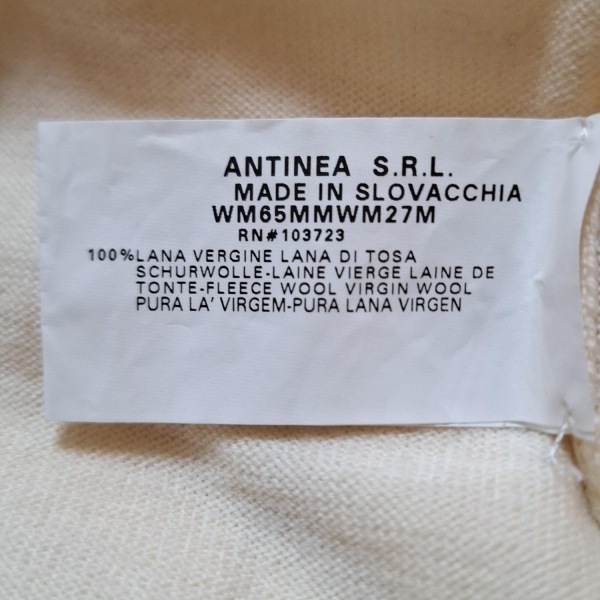 ANTINEA S.R.L.
MADE IN SLOVACCHIA
WM65MMWM27M
RN#103723
100%LANA VERGINE LANA DI TOSA
SCHURWOLLE-LAINE VIERGE LAINE DE
TONTE-FLEECE WOOL VIRGIN WOOL
PURA LA' VIRGEM-PURA LANA VIRGEN